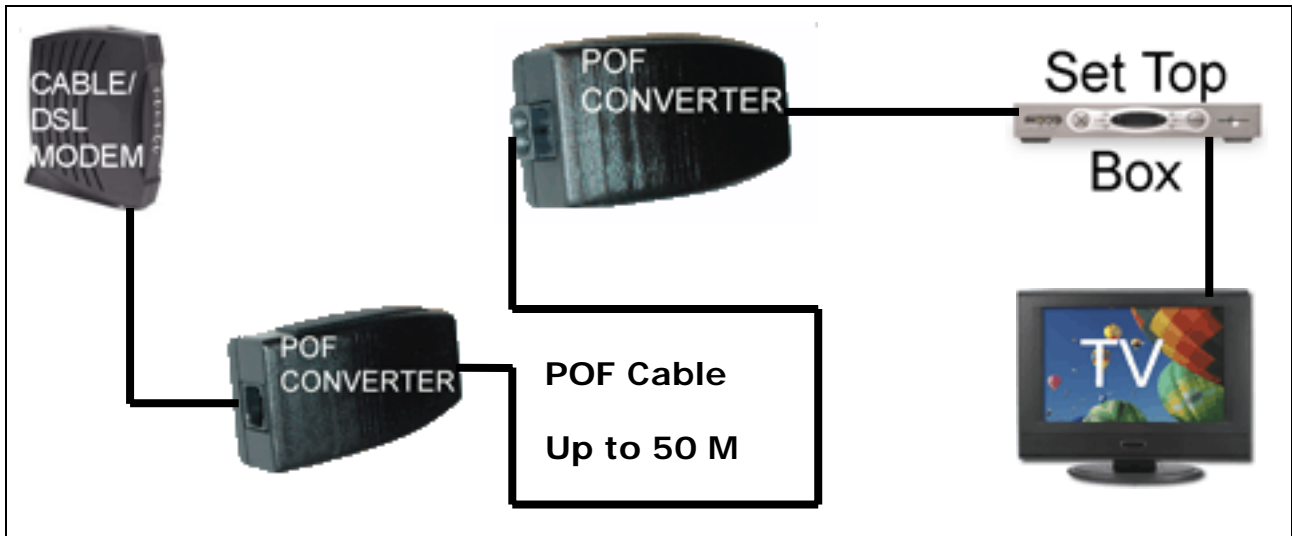 CABLE/
DSL
MODEM
POF
CONVERTER
Set Top
Box
POF
CONVERTER
POF Cable
Up to 50 M
TV